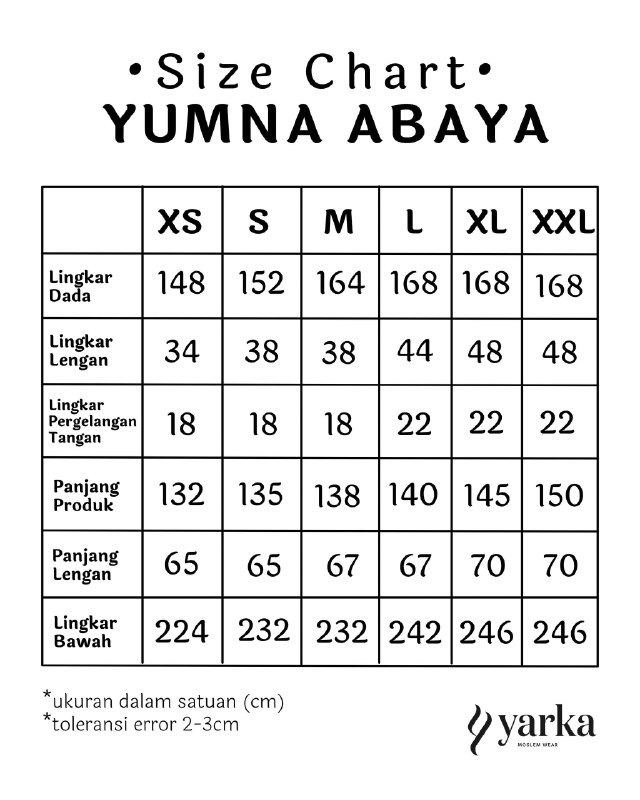 •Size Chart•
YUMNA ABAYA
XS S M L XL XXL
Lingkar
Dada
148 152 164 168 168 168
Lingkar
Lengan
34 38 38 44 48 48
Lingkar
Pergelangan
Tangan
18 18 18 22 22 22
Panjang
Produk
132 135 138 140 145 150
Panjang
Lengan
65 65 67 67 70 70
Lingkar
Bawah
224 232 232 242 246 246
*ukuran dalam satuan (cm)
*toleransi error 2-3cm
yarka
MOSLEM WEAR